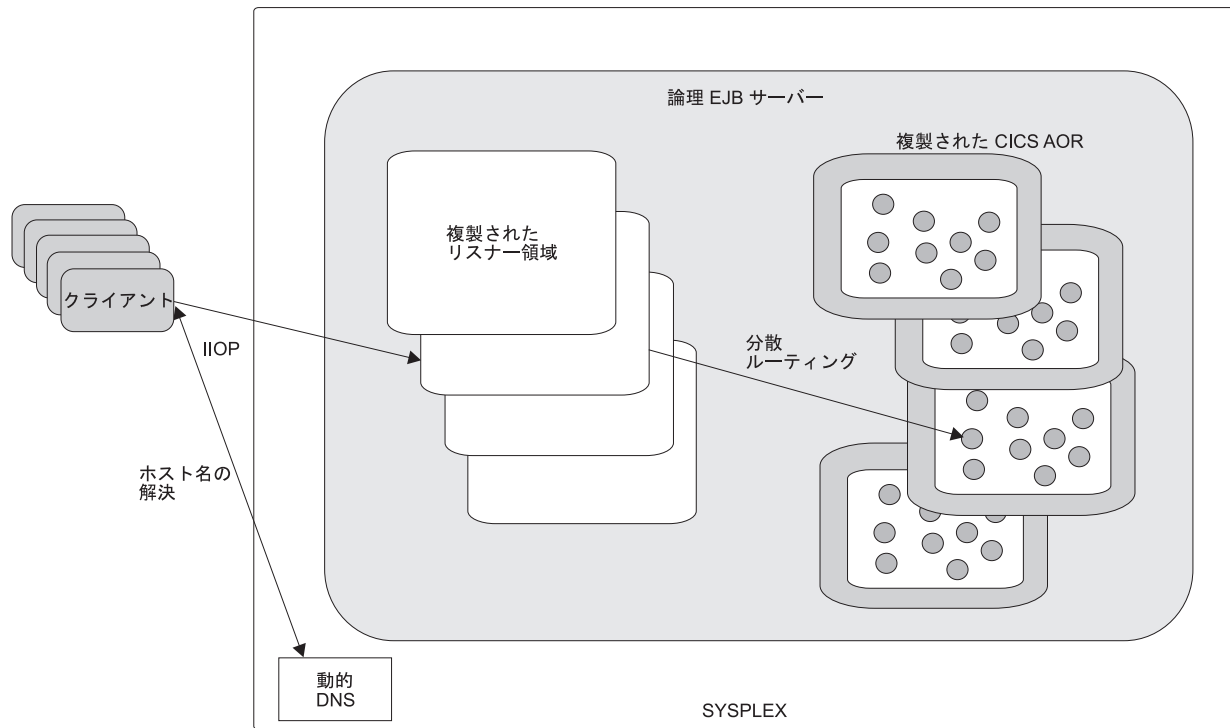 論理 EJB サーバー
複製された CICS AOR
複製された
リスナー領域
クライアント
IIOP
分散
ルーティング
ホスト名の
解決
動的
DNS
SYSPLEX